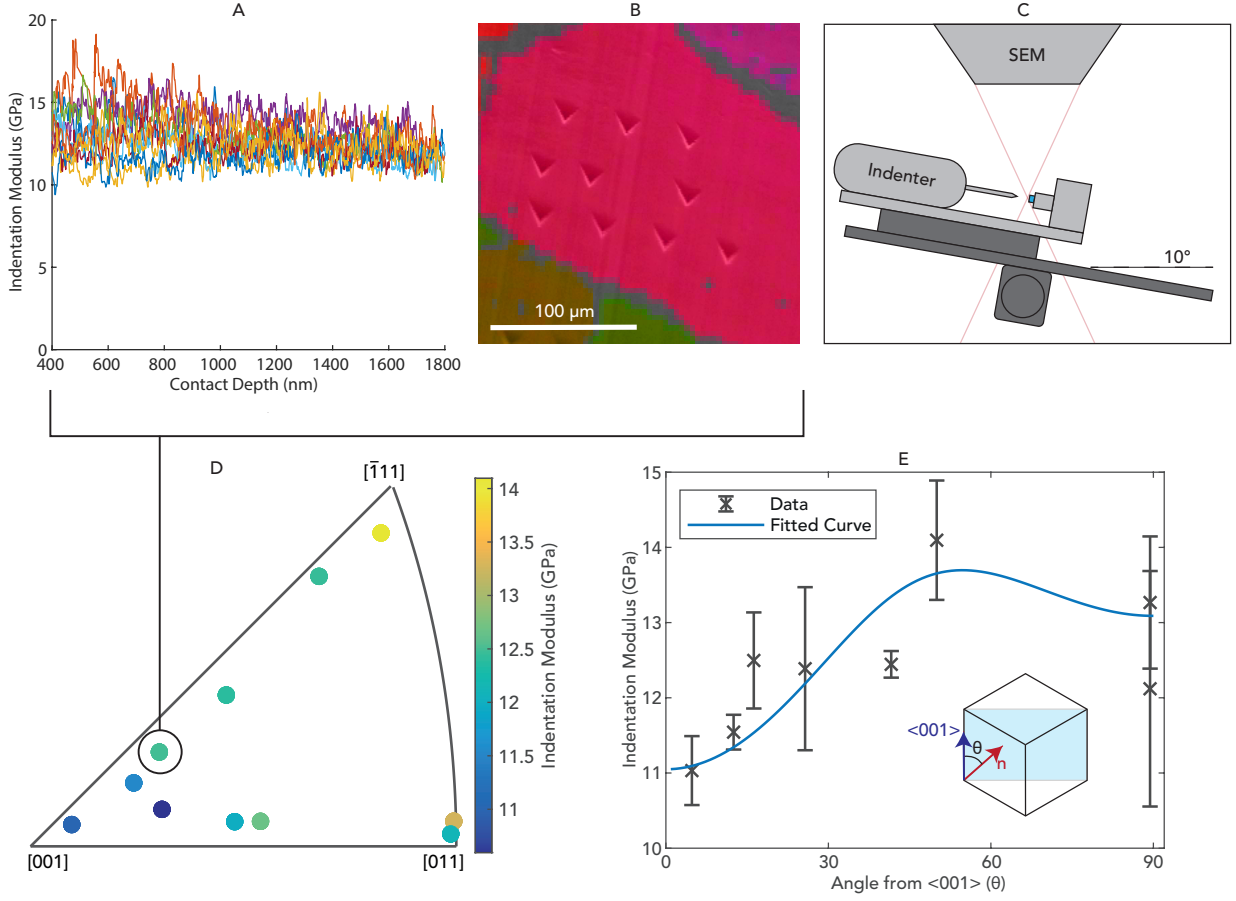 A
20
15
10
5
0
Indentation Modulus (GPa)
400 600 800 1000 1200 1400 1600 1800
Contact Depth (nm)
B
100 µm
C
SEM
Indenter
10°
D
[1̅11]
[001]
[011]
14
13.5
13
12.5
12
11.5
11
Indentation Modulus (GPa)
E
15
14
13
12
11
10
Indentation Modulus (GPa)
Data
Fitted Curve
<001>
θ
n
0 30 60 90
Angle from <001> (θ)